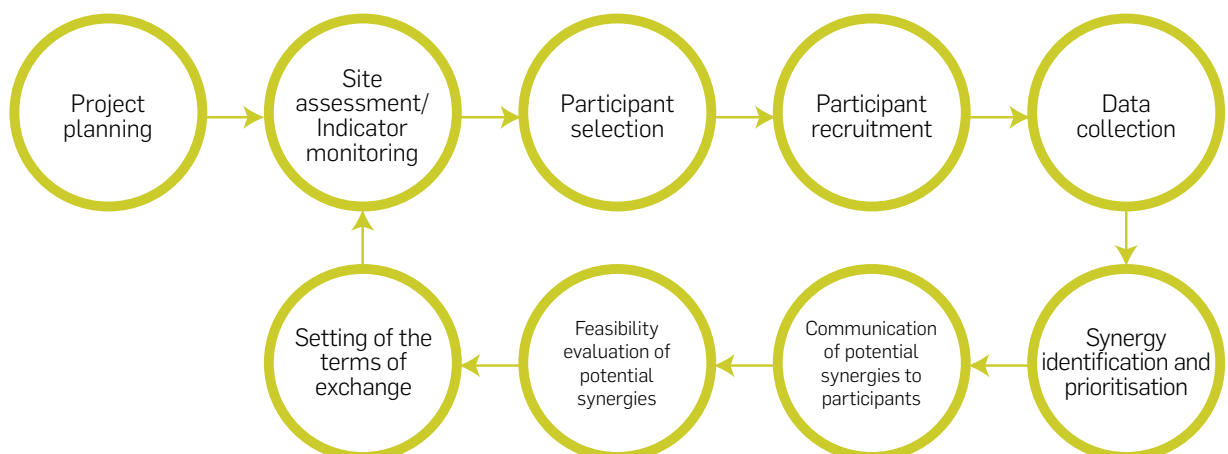 Project
planning
Site
assessment/
Indicator
monitoring
Participant
selection
Participant
recruitment
Data
collection
Setting of the
terms of
exchange
Feasibility
evaluation of
potential
synergies
Communication
of potential
synergies to
participants
Synergy
identification and
prioritisation